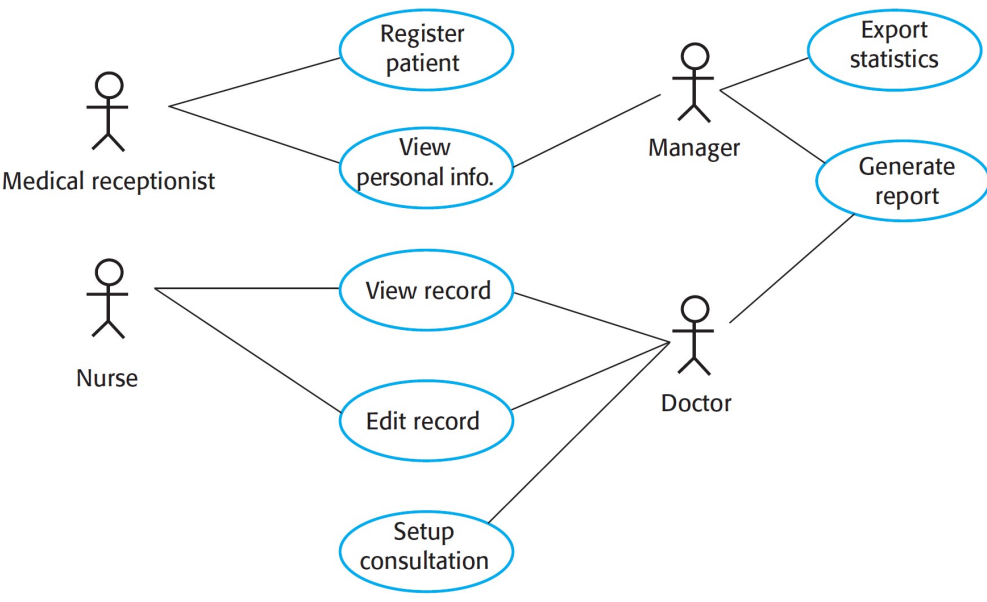 Register
patient
Export
statistics
Medical receptionist
View
personal info.
Manager
Generate
report
Nurse
View record
Doctor
Edit record
Setup
consultation